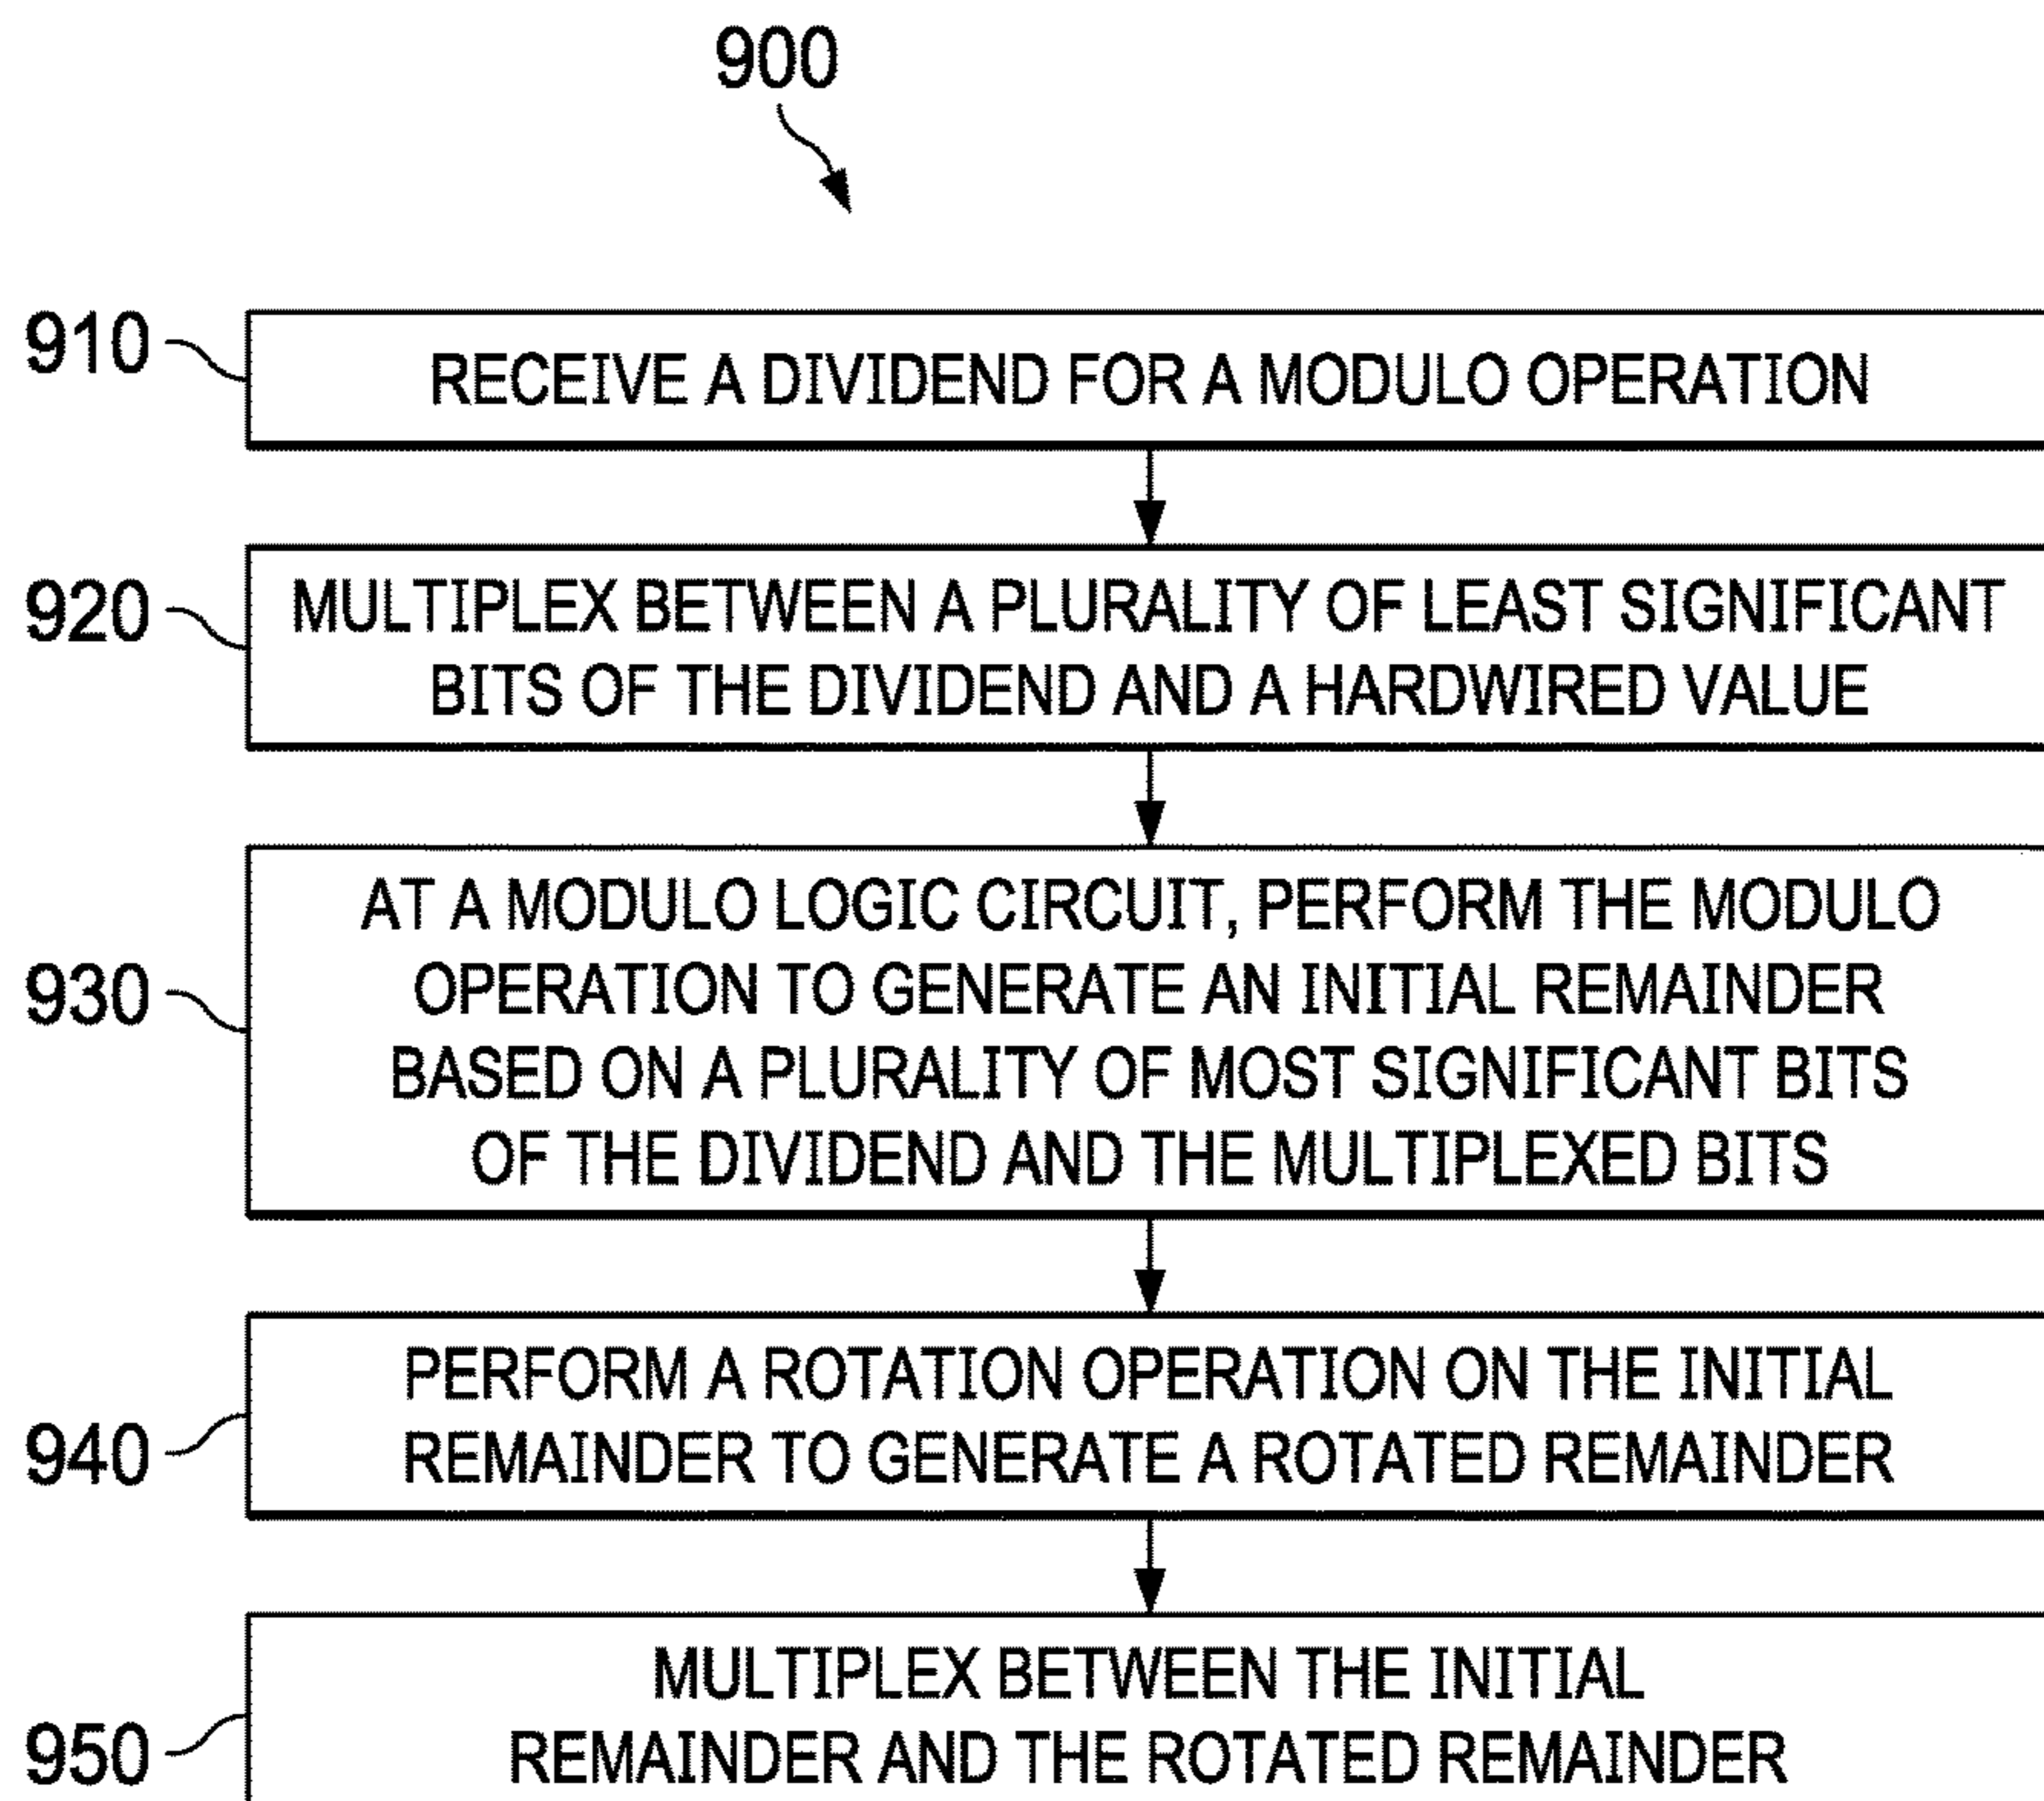 900
910
RECEIVE A DIVIDEND FOR A MODULO OPERATION
920
MULTIPLEX BETWEEN A PLURALITY OF LEAST SIGNIFICANT
BITS OF THE DIVIDEND AND A HARDWIRED VALUE
930
AT A MODULO LOGIC CIRCUIT, PERFORM THE MODULO
OPERATION TO GENERATE AN INITIAL REMAINDER
BASED ON A PLURALITY OF MOST SIGNIFICANT BITS
OF THE DIVIDEND AND THE MULTIPLEXED BITS
940
PERFORM A ROTATION OPERATION ON THE INITIAL
REMAINDER TO GENERATE A ROTATED REMAINDER
950
MULTIPLEX BETWEEN THE INITIAL
REMAINDER AND THE ROTATED REMAINDER